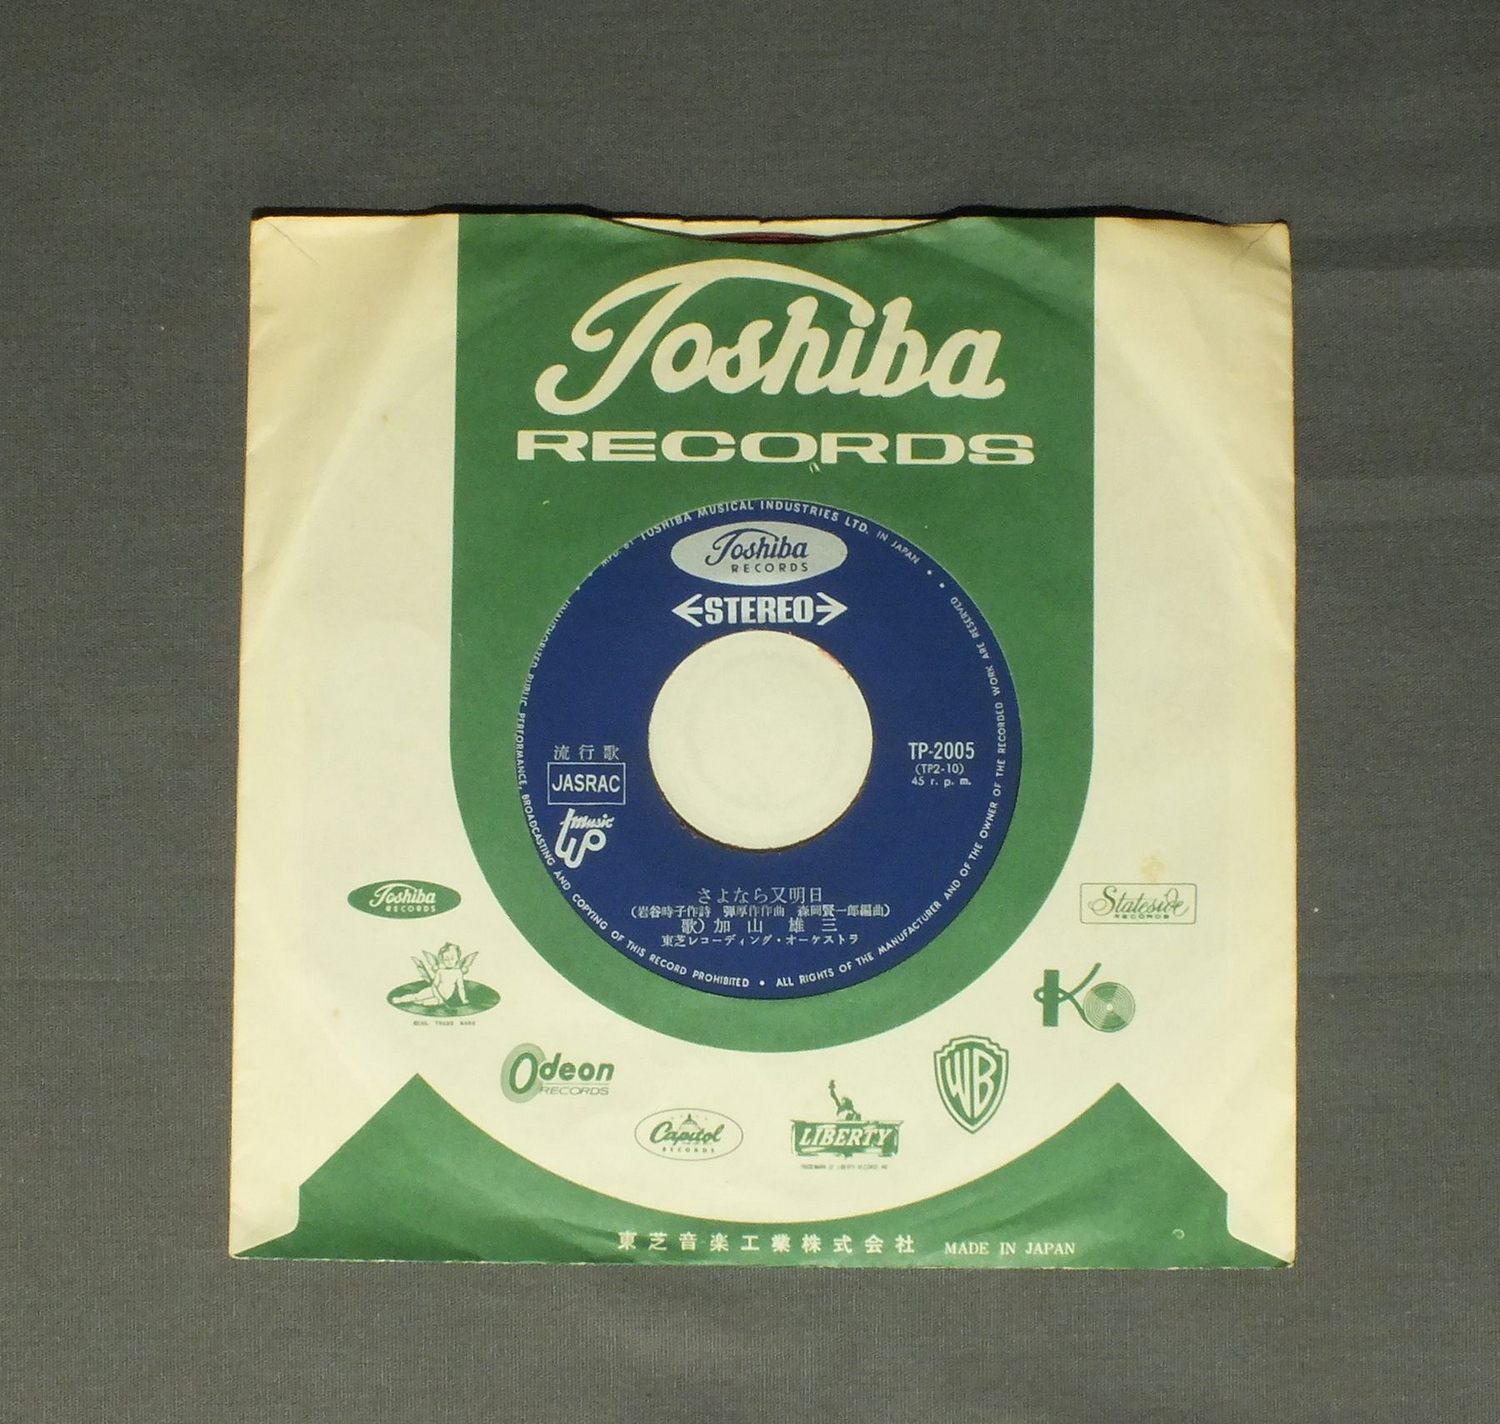 Toshiba
RECORDS
MFD. BY TOSHIBA MUSICAL INDUSTRIES LTD. IN JAPAN
Toshiba
RECORDS
STEREO
流行歌
JASRAC
music
TP-2005
(TP2-10)
45 r. p. m.
さよなら又明日
(岩谷時子作詩 弾厚作作曲 森岡賢一郎編曲)
歌) 加山 雄三
東芝レコーディング・オーケストラ
UNAUTHORIZED PUBLIC PERFORMANCE, BROADCASTING AND COPYING OF THIS RECORD PROHIBITED • ALL RIGHTS OF THE MANUFACTURER AND OF THE OWNER OF THE RECORDED WORK ARE RESERVED
Toshiba
RECORDS
Stateside
RECORDS
Odeon
RECORDS
Capitol
RECORDS
LIBERTY
WB
東芝音楽工業株式会社 MADE IN JAPAN